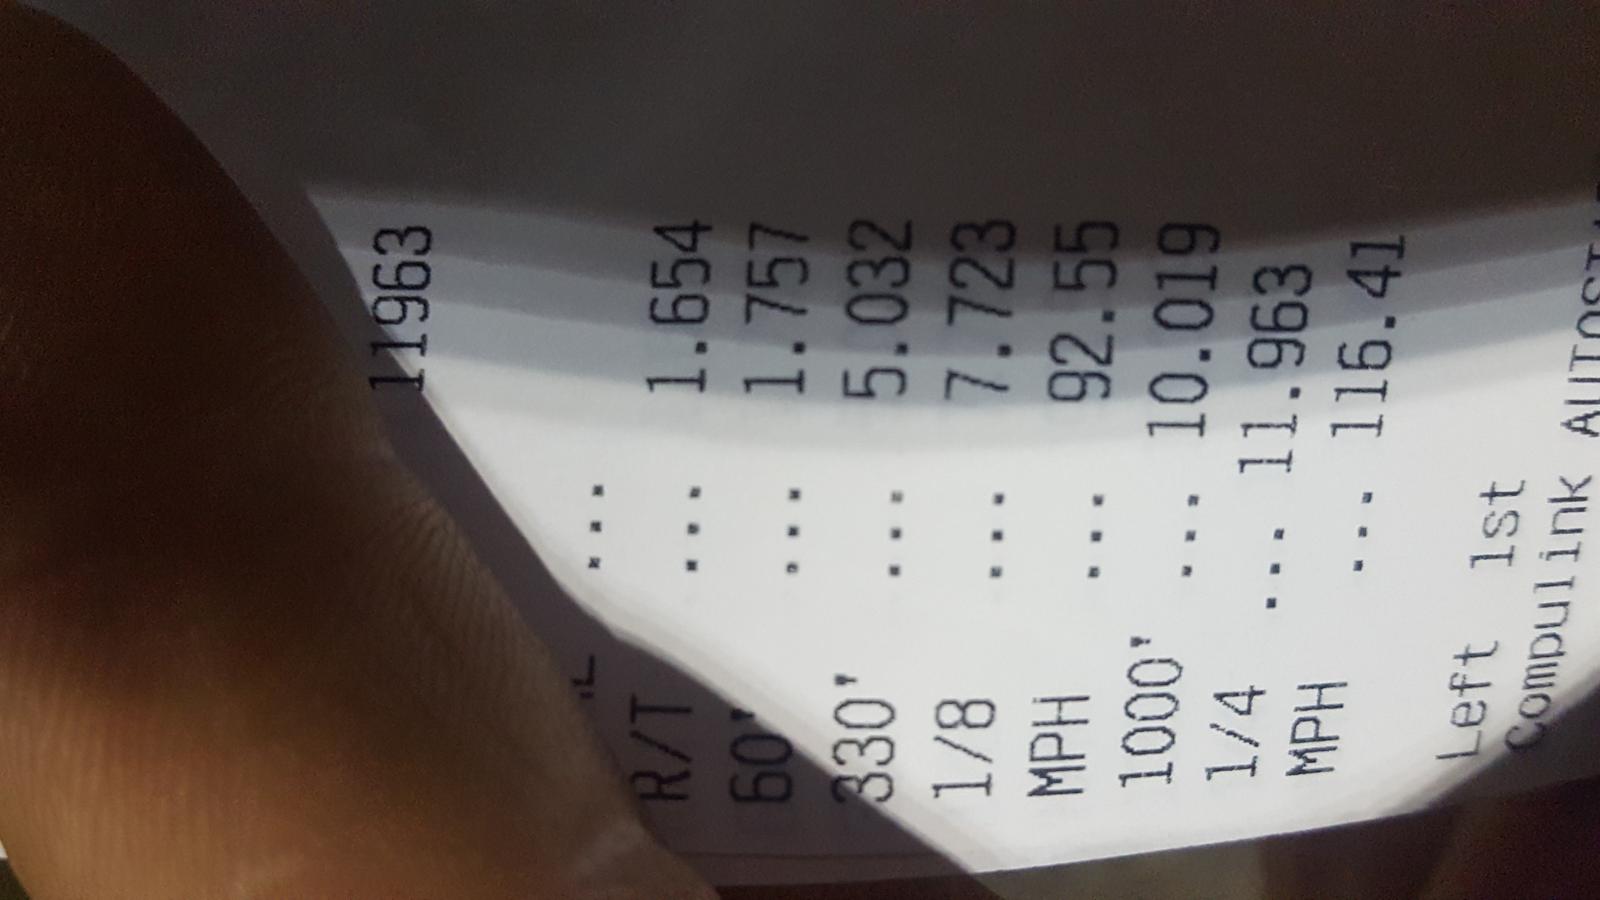 11963
...
R/T ... 1.654
60' ... 1.757
330' ... 5.032
1/8 ... 7.723
MPH ... 92.55
1000' ... 10.019
1/4 ... 11.963
MPH ... 116.41
Left 1st
Compulink